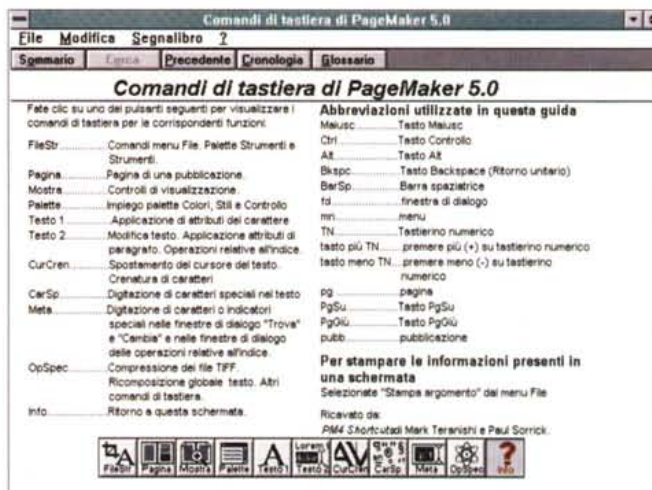 Comandi di tastiera di PageMaker 5.0
File Modifica Segnalibro ?
Sommario Cerca Precedente Cronologia Glossario
Comandi di tastiera di PageMaker 5.0
Fate clic su uno dei pulsanti seguenti per visualizzare i
comandi di tastiera per le corrispondenti funzioni:
FileStr............Comandi menu File. Palette Strumenti e
Strumenti.
Pagina............Pagina di una pubblicazione.
Mostra............Controlli di visualizzazione.
Palette............Impiego palette Colori, Stili e Controllo
Testo 1............Applicazione di attributi del carattere
Testo 2............Modifica testo. Applicazione attributi di
paragrafo. Operazioni relative all'indice.
CurCren............Spostamento del cursore del testo.
Crenatura di caratteri
CarSp............Digitazione di caratteri speciali nel testo
Meta............Digitazione di caratteri o indicatori
speciali nelle finestre di dialogo "Trova"
e "Cambia" e nelle finestre di dialogo
delle operazioni relative all'indice.
OpSpec............Compressione dei file TIFF.
Ricomposizione globale testo. Altri
comandi di tastiera.
Info............Ritorno a questa schermata.
Abbreviazioni utilizzate in questa guida
Maiusc............Tasto Maiusc
Ctrl............Tasto Controllo
Alt............Tasto Alt
Bkspc............Tasto Backspace (Ritorno unitario)
BarSp............Barra spaziatrice
fd............finestra di dialogo
mn............menu
TN............Tastierino numerico
tasto più TN......premere più (+) su tastierino numerico
tasto meno TN......premere meno (-) su tastierino
numerico
pg............pagina
PgSu............Tasto PgSu
PgGiù............Tasto PgGiù
pubb............pubblicazione
Per stampare le informazioni presenti in
una schermata
Selezionate "Stampa argomento" dal menu File
Ricavato da:
PM4 Shortcuts di Mark Teranishi e Paul Sorrick.
FileStr Pagina Mostra Palette Testo 1 Testo 2 CurCren CarSp Meta OpSpec Info